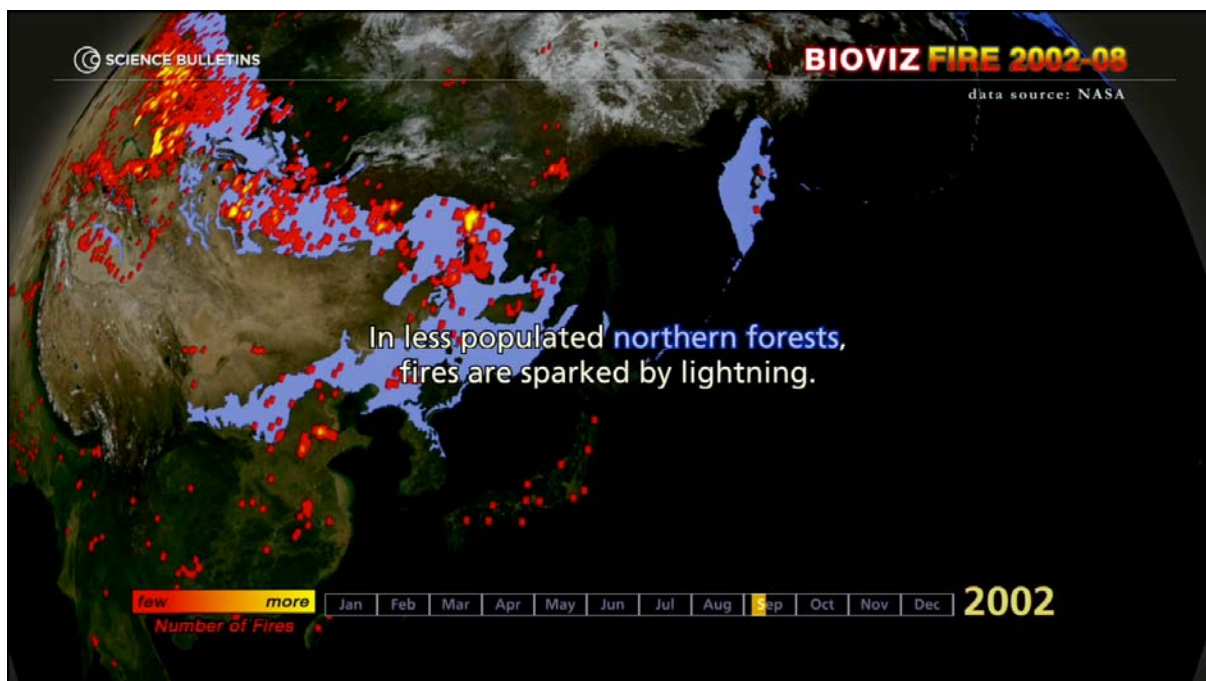 SCIENCE BULLETINS
BIOVIZ FIRE 2002-08
data source: NASA
In less populated northern forests,
fires are sparked by lightning.
few more
Number of Fires
Jan Feb Mar Apr May Jun Jul Aug Sep Oct Nov Dec 2002